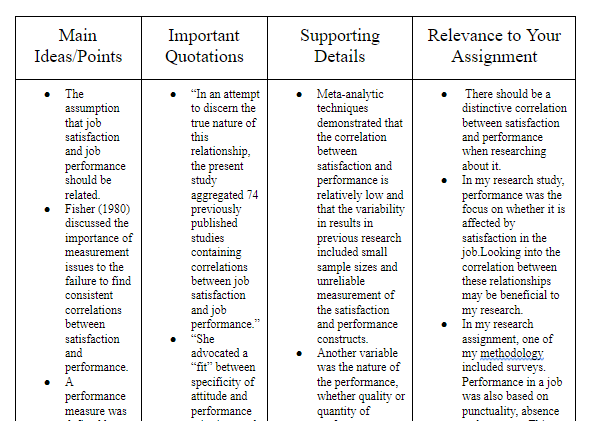 Main
Ideas/Points
Important
Quotations
Supporting
Details
Relevance to Your
Assignment
● The
assumption
that job
satisfaction
and job
performance
should be
related.
● Fisher (1980)
discussed the
importance of
measurement
issues to the
failure to find
consistent
correlations
between
satisfaction
and
performance.
● A
performance
measure was
● “In an attempt
to discern the
true nature of
this
relationship,
the present
study
aggregated 74
previously
published
studies
containing
correlations
between job
satisfaction
and job
performance.”
● “She
advocated a
“fit” between
specificity of
attitude and
performance
● Meta-analytic
techniques
demonstrated that
the correlation
between
satisfaction and
performance is
relatively low and
that the variability
in results in
previous research
included small
sample sizes and
unreliable
measurement of
the satisfaction
and performance
constructs.
● Another variable
was the nature of
the performance,
whether quality or
quantity of
● There should be a
distinctive correlation
between satisfaction
and performance
when researching
about it.
● In my research study,
performance was the
focus on whether it is
affected by
satisfaction in the
job.Looking into the
correlation between
these relationships
may be beneficial to
my research.
● In my research
assignment, one of
my methodology
included surveys.
Performance in a job
was also based on
punctuality, absence